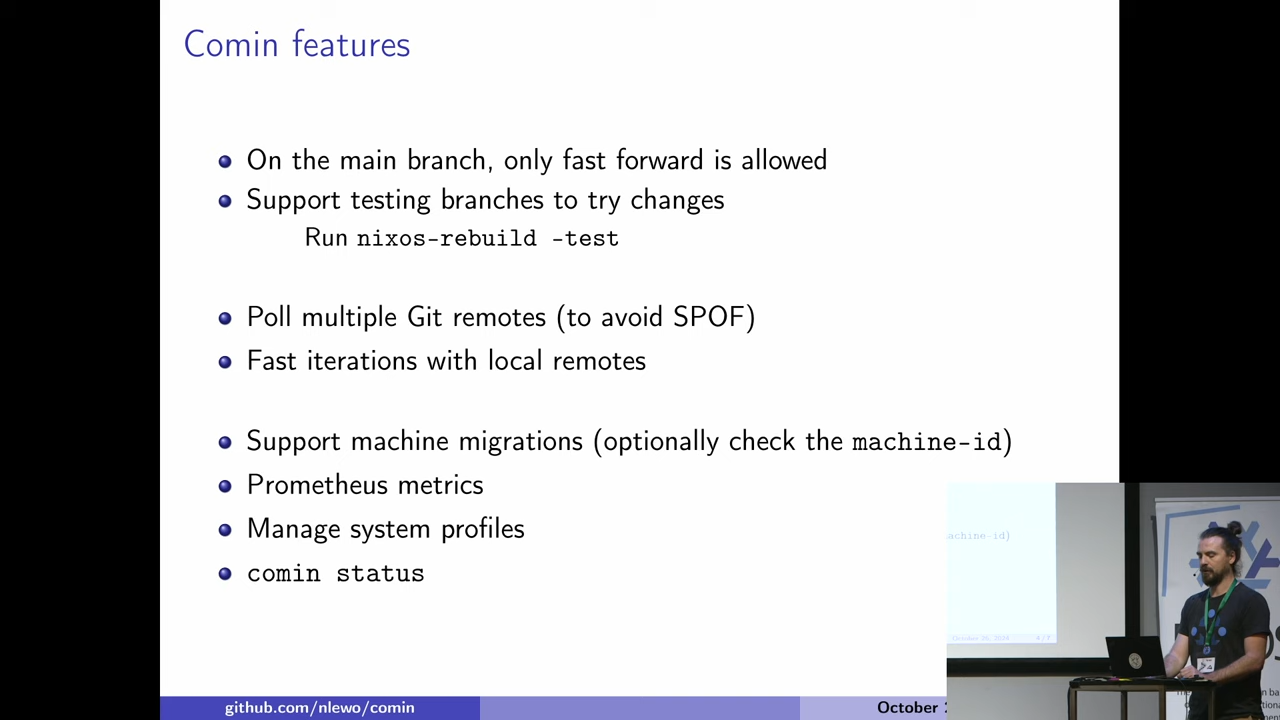 Comin features
On the main branch, only fast forward is allowed
Support testing branches to try changes
Run nixos-rebuild -test
Poll multiple Git remotes (to avoid SPOF)
Fast iterations with local remotes
Support machine migrations (optionally check the machine-id)
Prometheus metrics
Manage system profiles
comin status
github.com/nlewo/comin
October
achine-id)